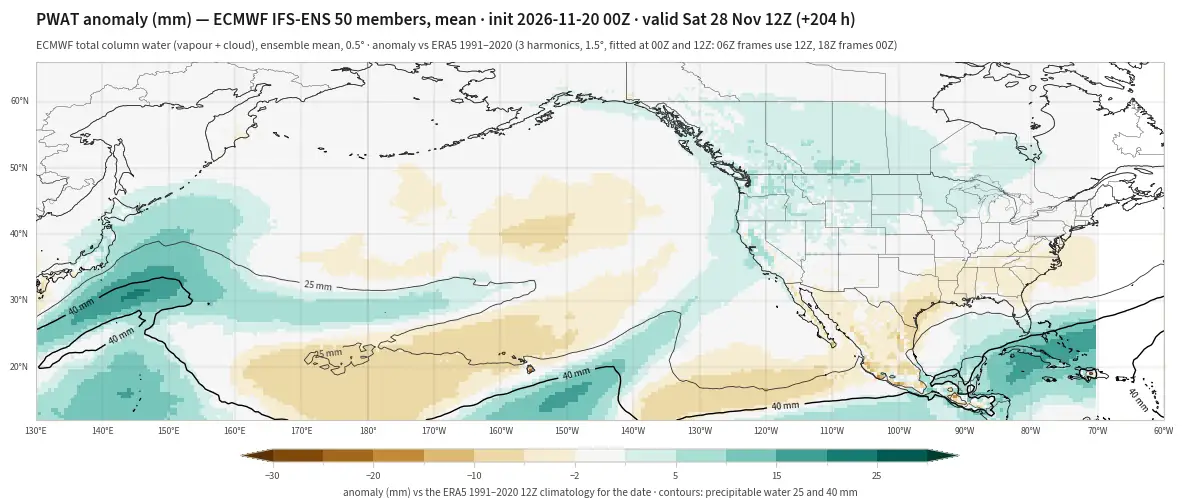 PWAT anomaly (mm) — ECMWF IFS-ENS 50 members, mean · init 2026-11-20 00Z · valid Sat 28 Nov 12Z (+204 h)
ECMWF total column water (vapour + cloud), ensemble mean, 0.5° · anomaly vs ERA5 1991–2020 (3 harmonics, 1.5°, fitted at 00Z and 12Z: 06Z frames use 12Z, 18Z frames 00Z)
60°N
50°N
40°N
30°N
20°N
25 mm
40 mm
40 mm
25 mm
40 mm
40 mm
40 mm
130°E 140°E 150°E 160°E 170°E 180° 170°W 160°W 150°W 140°W 130°W 120°W 110°W 100°W 90°W 80°W 70°W 60°W
−30 −20 −10 −2 5 15 25
anomaly (mm) vs the ERA5 1991–2020 12Z climatology for the date · contours: precipitable water 25 and 40 mm